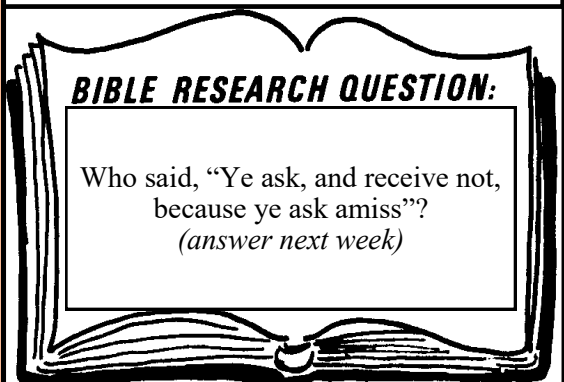 BIBLE RESEARCH QUESTION:
Who said, “Ye ask, and receive not,
because ye ask amiss”?
(answer next week)